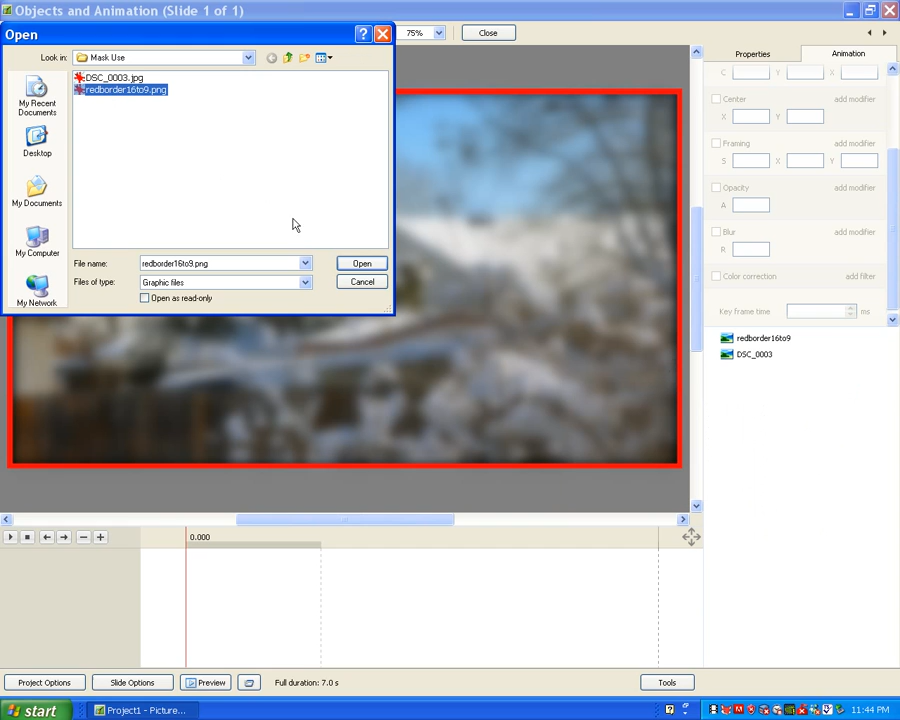 Objects and Animation (Slide 1 of 1)
Open
75%
Close
Look in:
Mask Use
Properties
Animation
DSC_0003.jpg
redborder16to9.png
My Recent
Documents
Desktop
My Documents
My Computer
My Network
C
Y
X
Center
add modifier
X
Y
Framing
add modifier
S
X
Y
Opacity
add modifier
A
Blur
add modifier
R
Color correction
add filter
Key frame time
ms
File name:
redborder16to9.png
Open
Files of type:
Graphic files
Cancel
Open as read-only
redborder16to9
DSC_0003
0.000
Project Options
Slide Options
Preview
Full duration: 7.0 s
Tools
start
Project1 - Picture...
11:44 PM